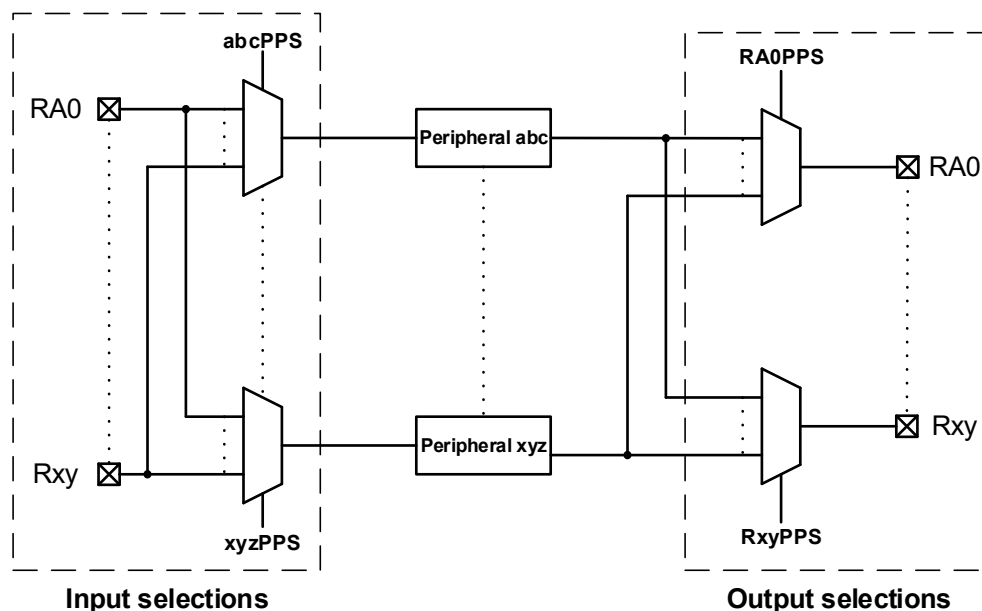 abcPPS
RA0PPS
RA0
Peripheral abc
RA0
Rxy
Peripheral xyz
Rxy
xyzPPS
RxyPPS
Input selections
Output selections